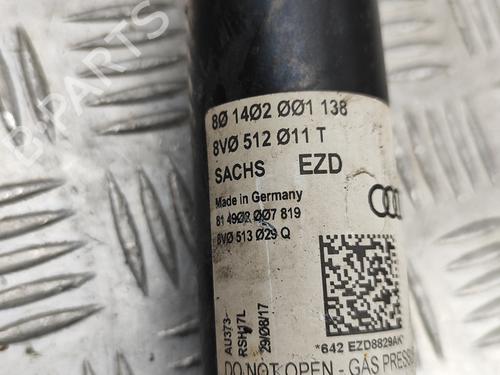 8Ø 14Ø2 ØØ1 138
8VØ 512 Ø11 T
SACHS EZD
Made in Germany
81 49Ø2 ØØ7 819
8VØ 513 Ø29 Q
AU373-
RSH17L
29/08/17
*642 EZD8829AK*
DO NOT OPEN - GAS PRESS